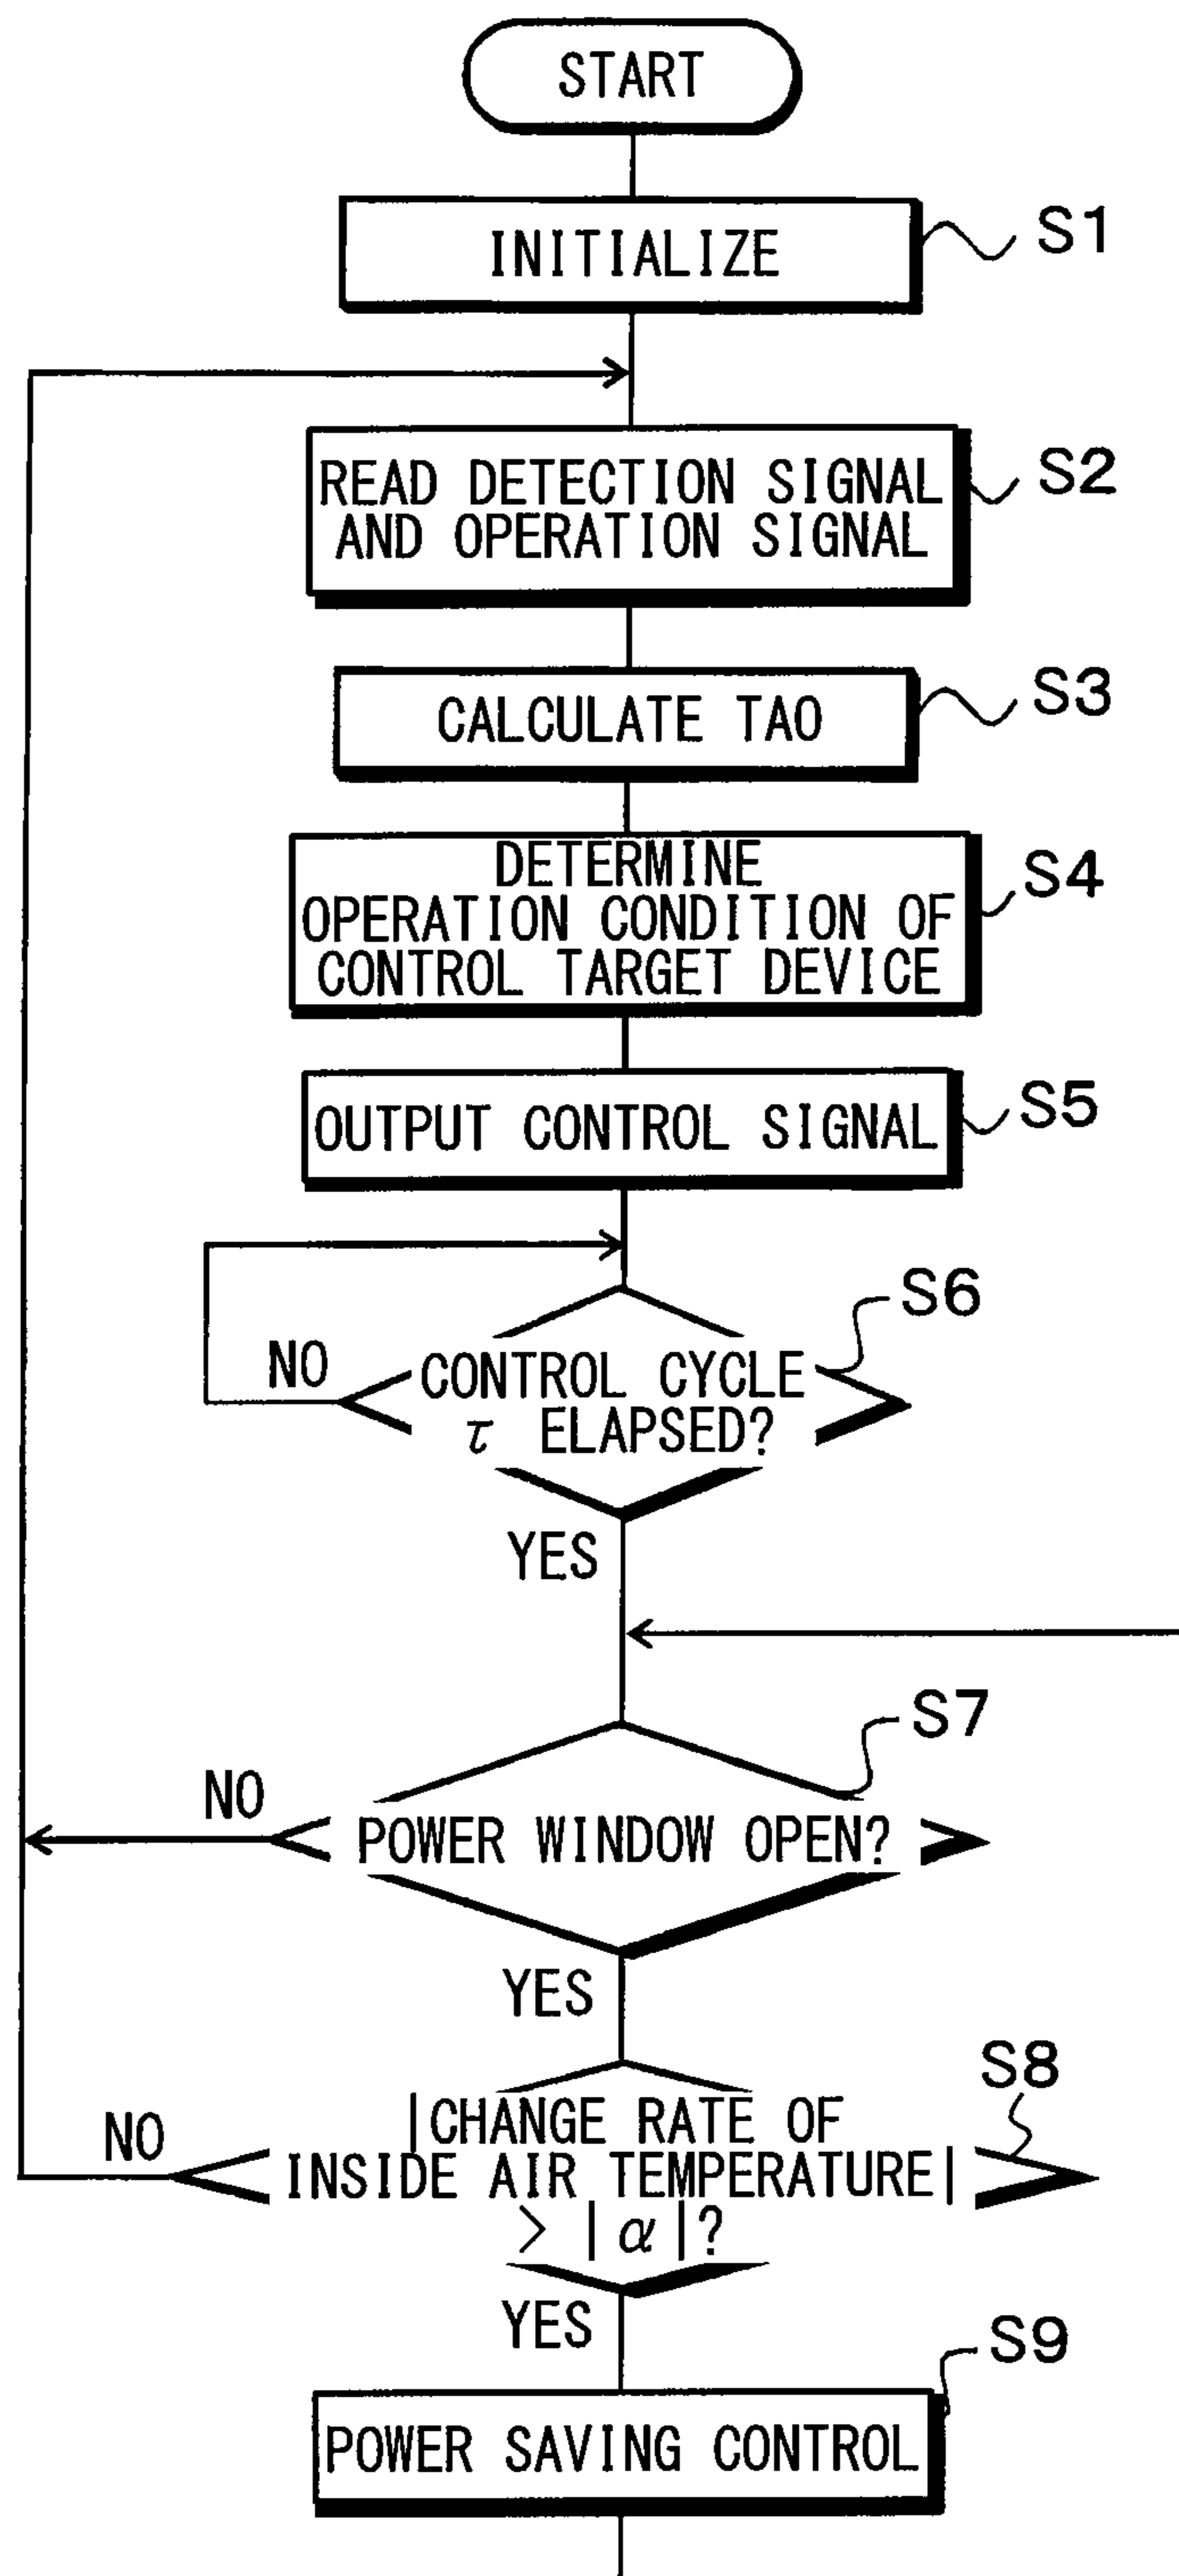 START
INITIALIZE
S1
READ DETECTION SIGNAL
AND OPERATION SIGNAL
S2
CALCULATE TAO
S3
DETERMINE
OPERATION CONDITION OF
CONTROL TARGET DEVICE
S4
OUTPUT CONTROL SIGNAL
S5
S6
NO
CONTROL CYCLE
τ ELAPSED?
YES
S7
NO
POWER WINDOW OPEN?
YES
S8
NO
|CHANGE RATE OF
INSIDE AIR TEMPERATURE|
> |α|?
YES
S9
POWER SAVING CONTROL